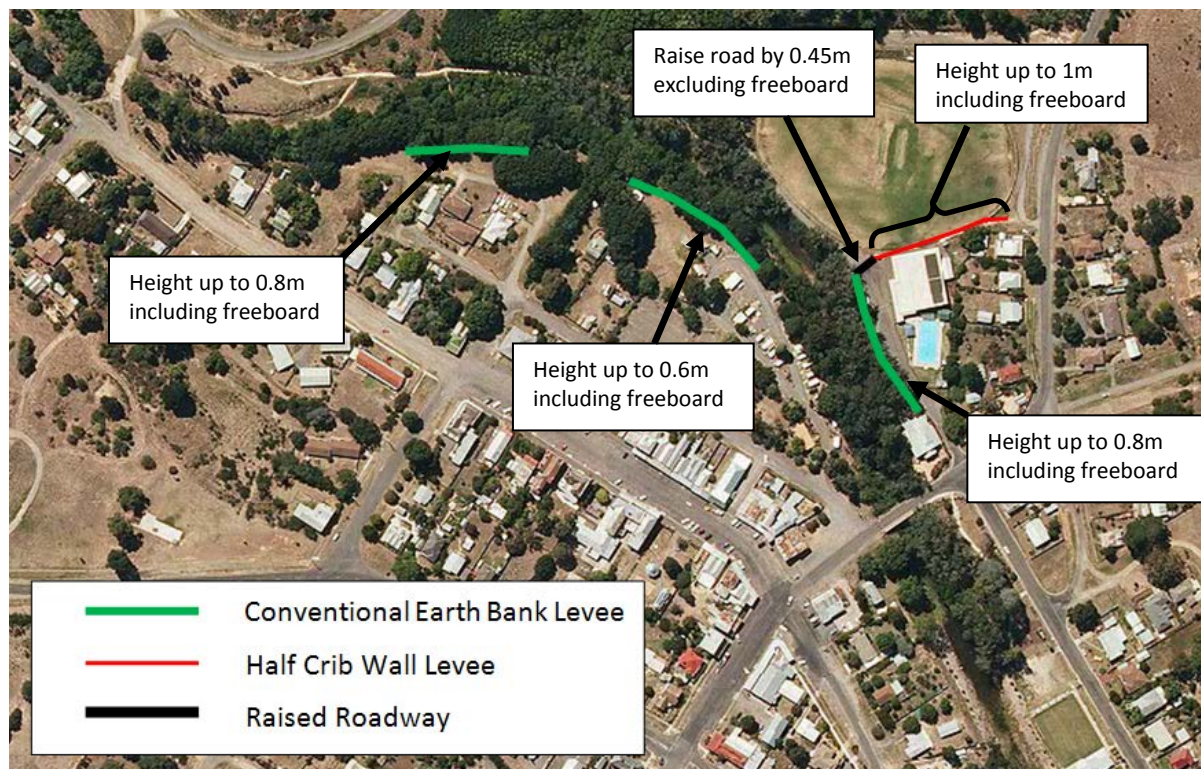 Raise road by 0.45m
excluding freeboard
Height up to 1m
including freeboard
Height up to 0.8m
including freeboard
Height up to 0.6m
including freeboard
Height up to 0.8m
including freeboard
Conventional Earth Bank Levee
Half Crib Wall Levee
Raised Roadway